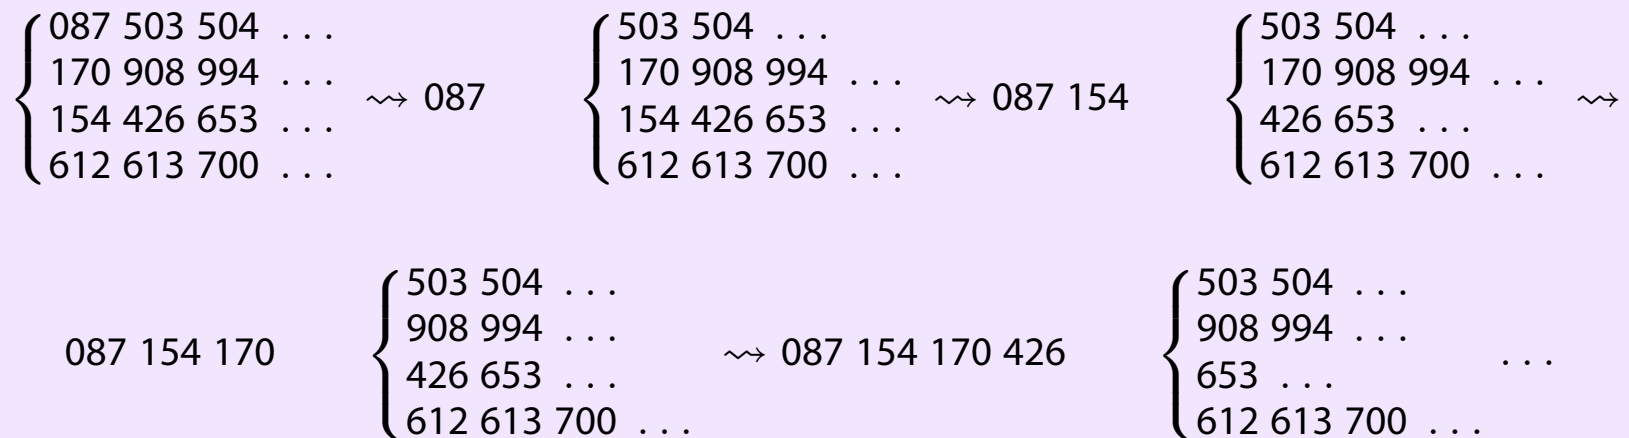 087 503 504 . . .
170 908 994 . . .
154 426 653 . . .
612 613 700 . . .
⇝ 087
503 504 . . .
170 908 994 . . .
154 426 653 . . .
612 613 700 . . .
⇝ 087 154
503 504 . . .
170 908 994 . . .
426 653 . . .
612 613 700 . . .
⇝
087 154 170
503 504 . . .
908 994 . . .
426 653 . . .
612 613 700 . . .
⇝ 087 154 170 426
503 504 . . .
908 994 . . .
653 . . .
612 613 700 . . .
. . .